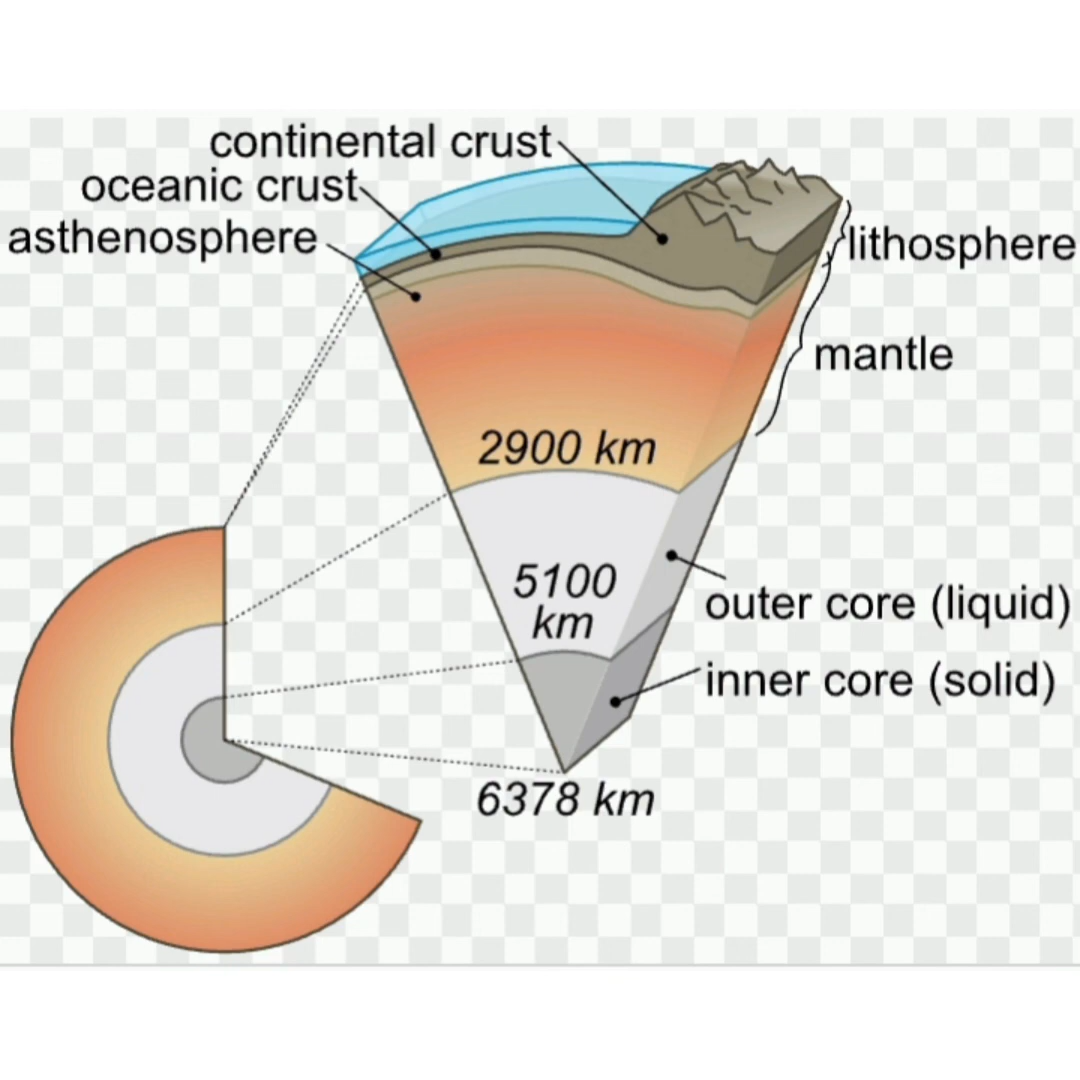 continental crust
oceanic crust
asthenosphere
lithosphere
mantle
2900 km
5100
km
outer core (liquid)
inner core (solid)
6378 km